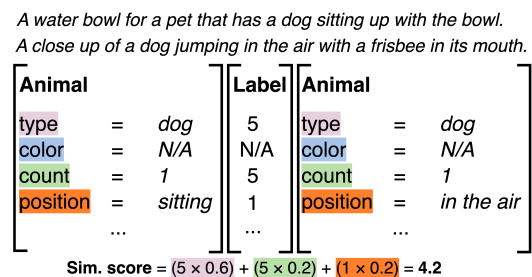 A water bowl for a pet that has a dog sitting up with the bowl.
A close up of a dog jumping in the air with a frisbee in its mouth.
Animal Label Animal
type = dog 5 type = dog
color = N/A N/A color = N/A
count = 1 5 count = 1
position = sitting 1 position = in the air
... ... ...
Sim. score = (5 × 0.6) + (5 × 0.2) + (1 × 0.2) = 4.2